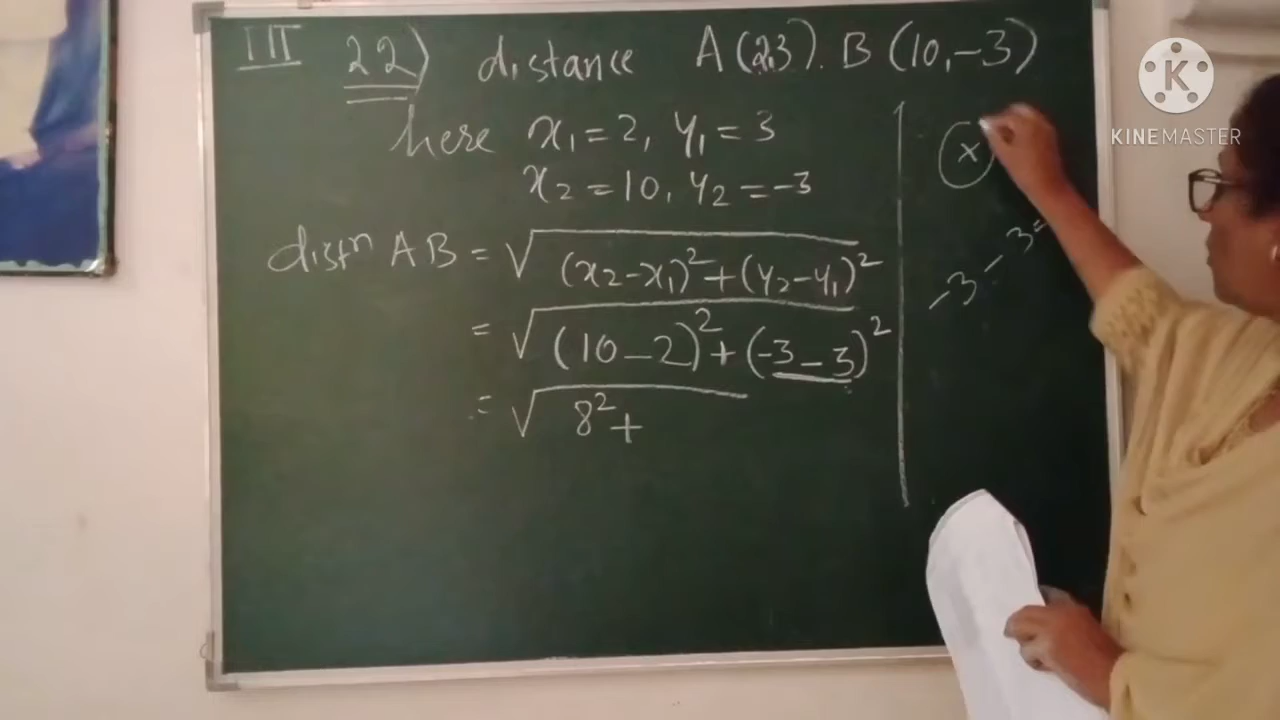 III 22) distance A(2,3). B(10,-3)
here x₁=2, y₁=3
x₂=10, y₂=-3
distⁿ AB = √(x₂-x₁)²+(y₂-y₁)²
= √(10-2)²+(-3-3)²
= √8²+
x
-3-3=
K
KINEMASTER